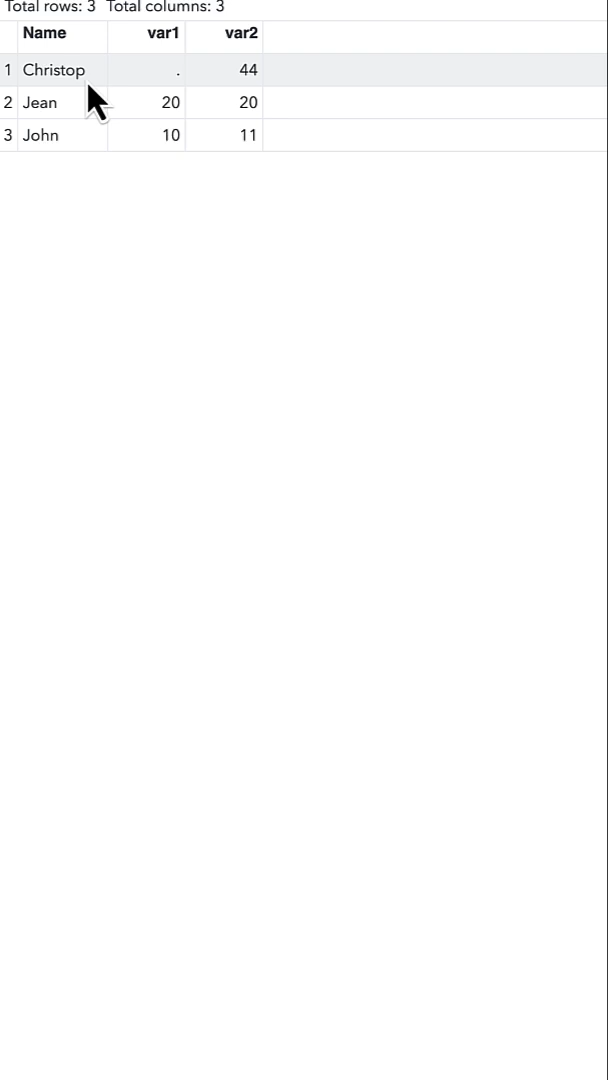 Total rows: 3 Total columns: 3
Name var1 var2
1 Christop . 44
2 Jean 20 20
3 John 10 11